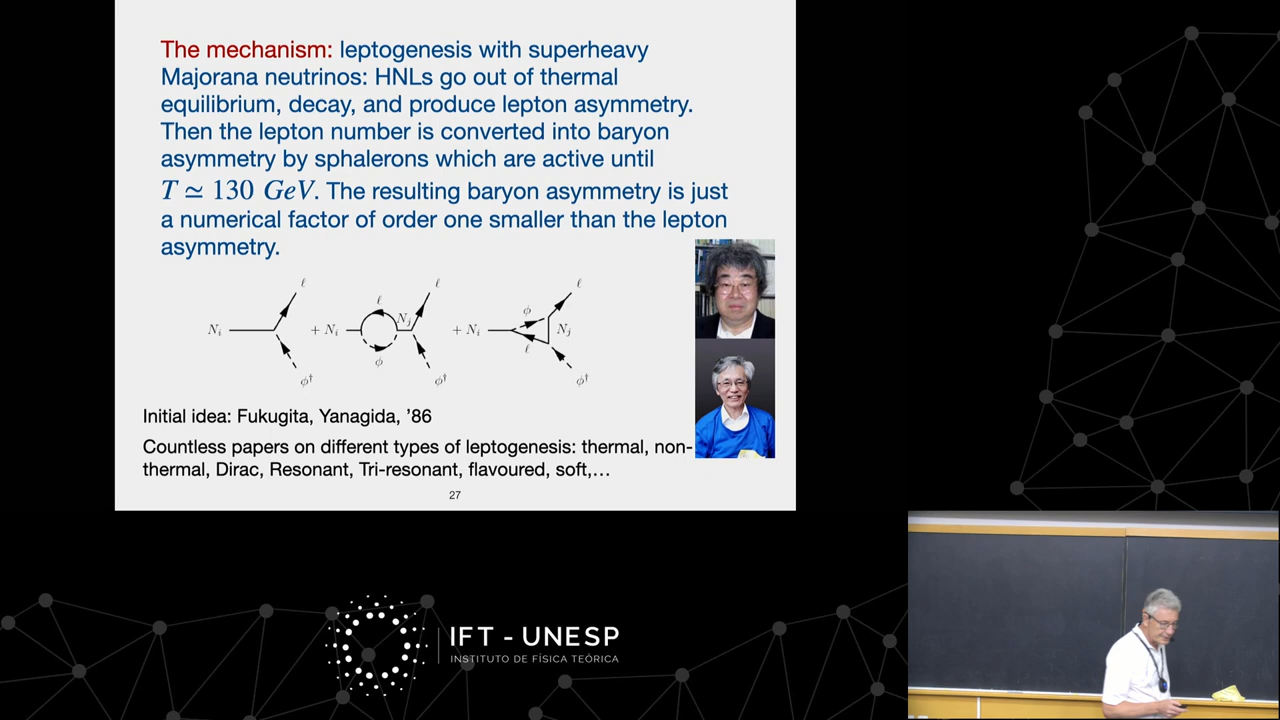 The mechanism: leptogenesis with superheavy
Majorana neutrinos: HNLs go out of thermal
equilibrium, decay, and produce lepton asymmetry.
Then the lepton number is converted into baryon
asymmetry by sphalerons which are active until
T ≃ 130 GeV. The resulting baryon asymmetry is just
a numerical factor of order one smaller than the lepton
asymmetry.
N_i ℓ ϕ† + N_i ℓ ϕ N_j ℓ ϕ† + N_i ϕ ℓ N_j ℓ ϕ†
Initial idea: Fukugita, Yanagida, ’86
Countless papers on different types of leptogenesis: thermal, non-
thermal, Dirac, Resonant, Tri-resonant, flavoured, soft,…
27
IFT - UNESP
INSTITUTO DE FÍSICA TEÓRICA